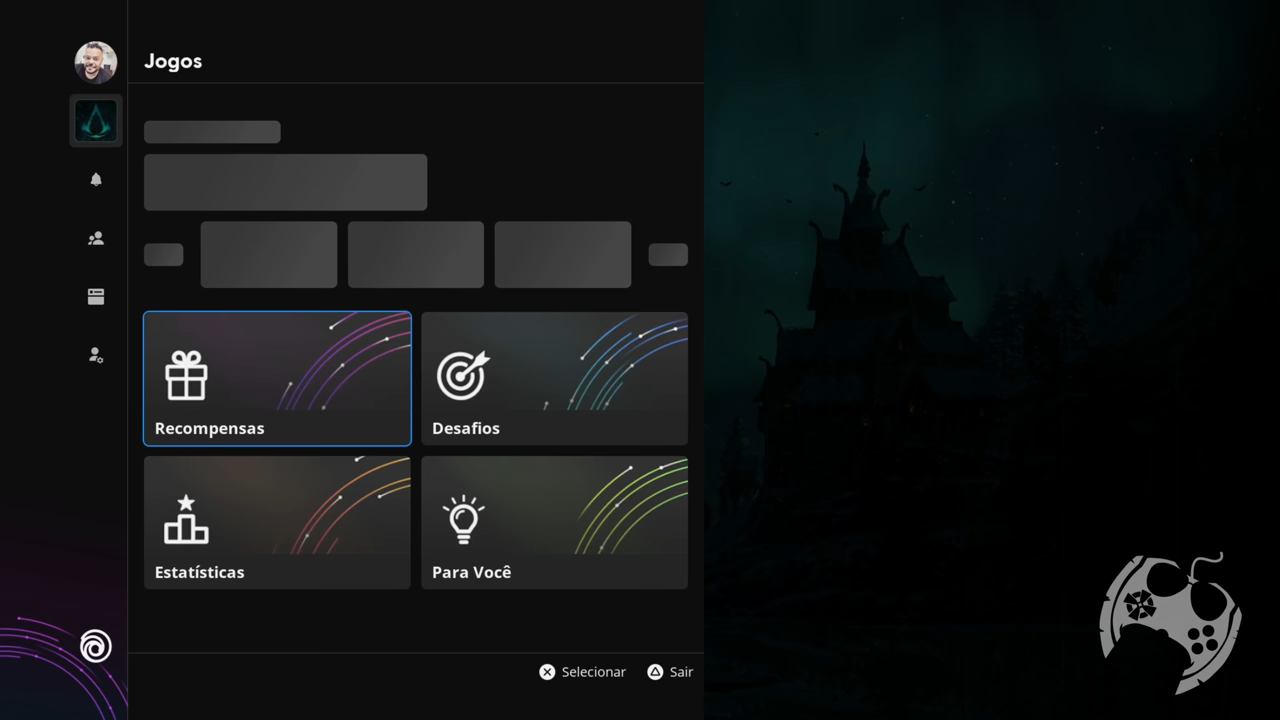 Jogos
Recompensas
Desafios
Estatísticas
Para Você
Selecionar
Sair